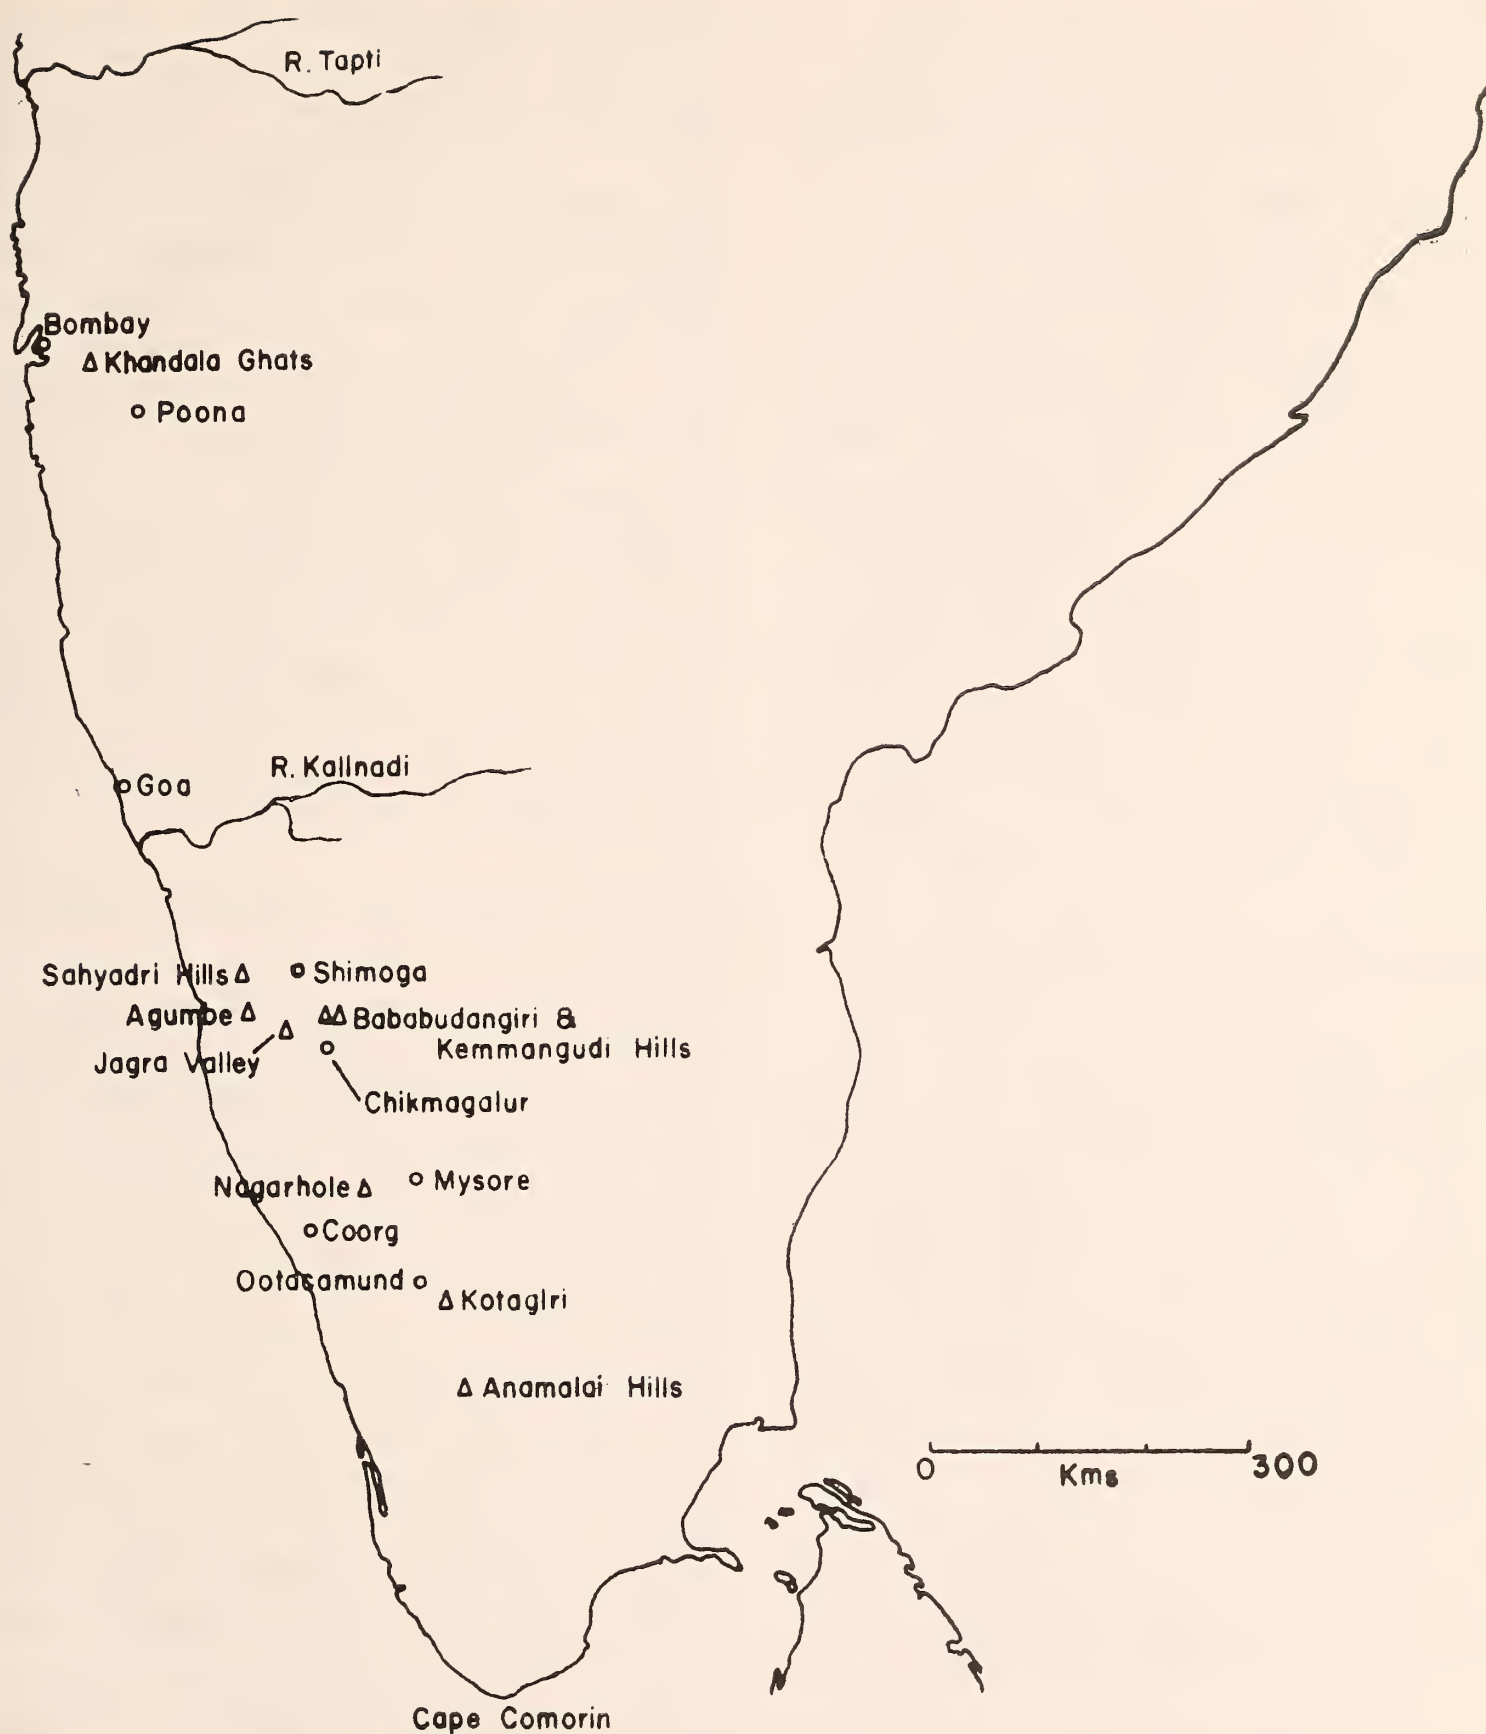 R. Tapti
Bombay
Khandala Ghats
Poona
R. Kallnadi
Goa
Sahyadri Hills
Shimoga
Agumbe
Bababudangiri &
Kemmangudi Hills
Jagra Valley
Chikmagalur
Nagarhole
Mysore
Coorg
Ootacamund
Kotagiri
Anamalai Hills
0
Kms
300
Cape Comorin